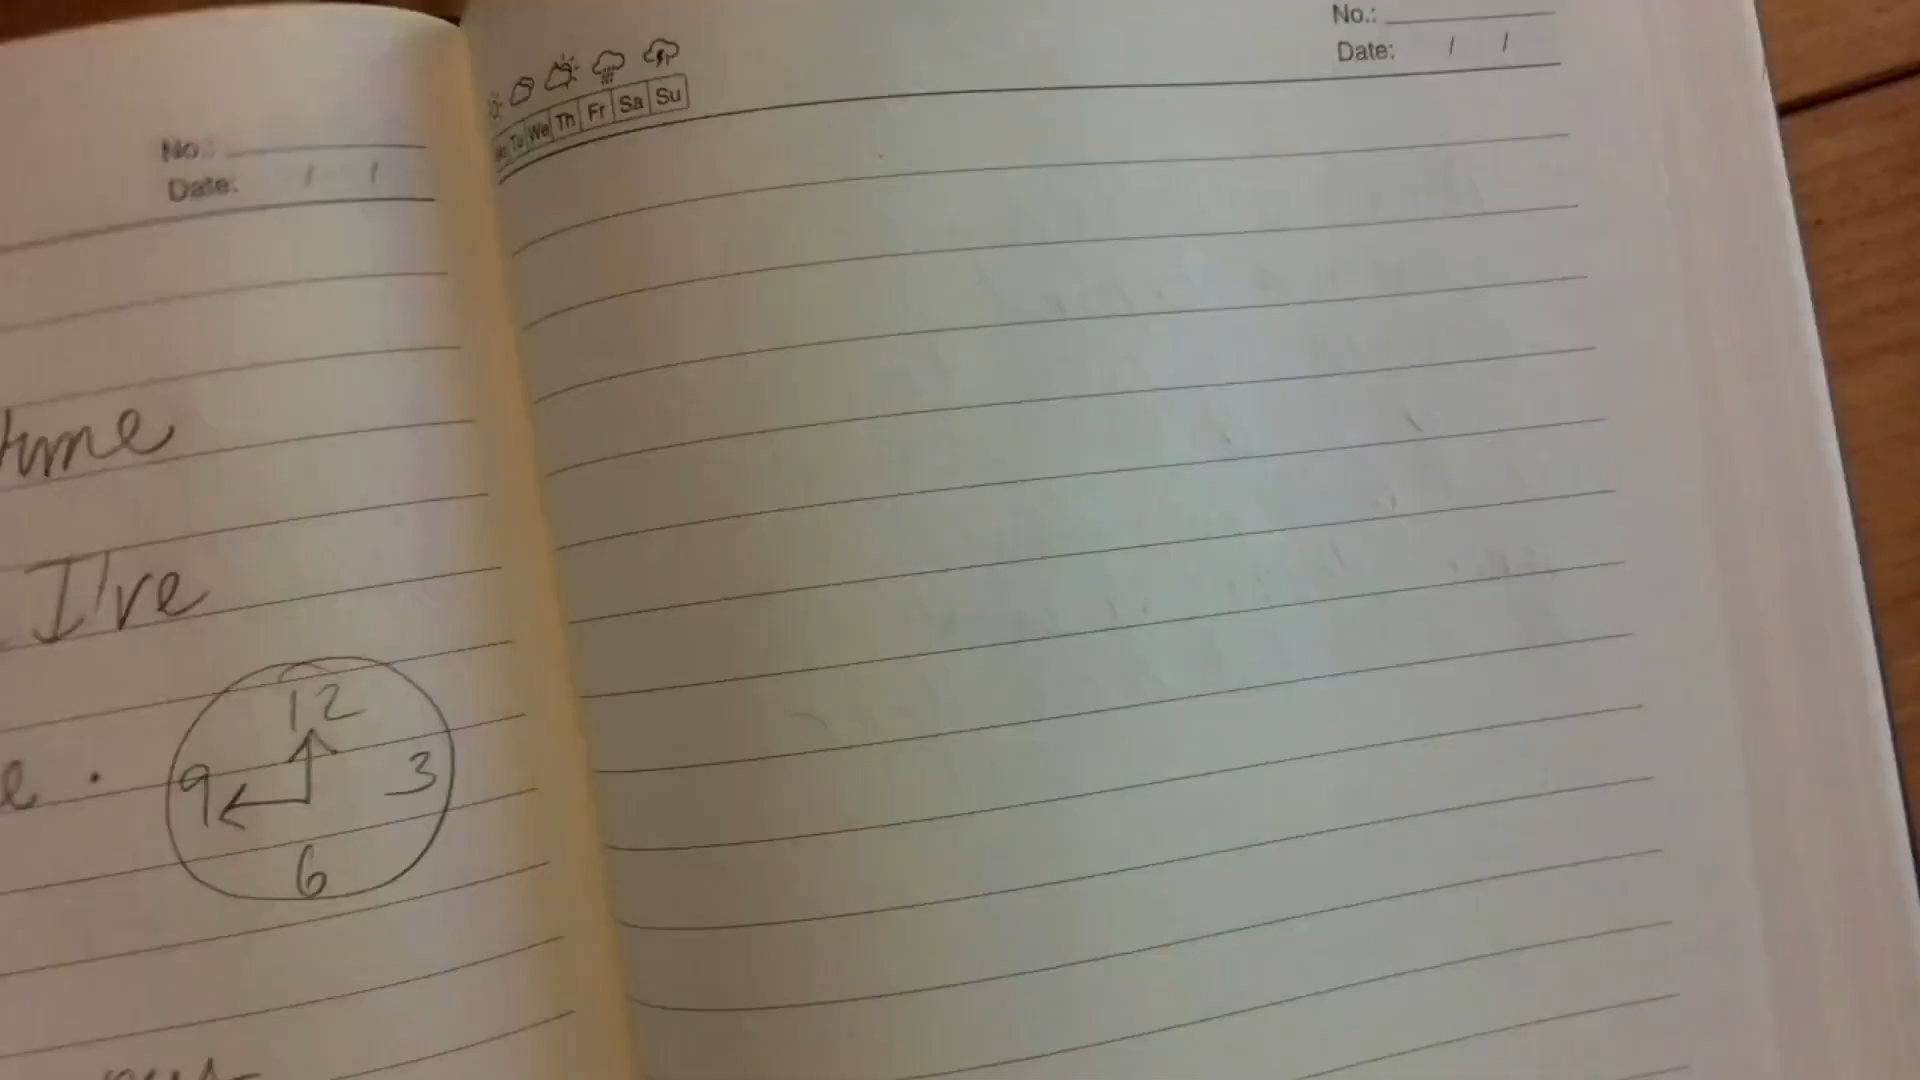 No.:
Date: / /
time
I've
12
9 3
6
Mo Tu We Th Fr Sa Su
No.:
Date: / /